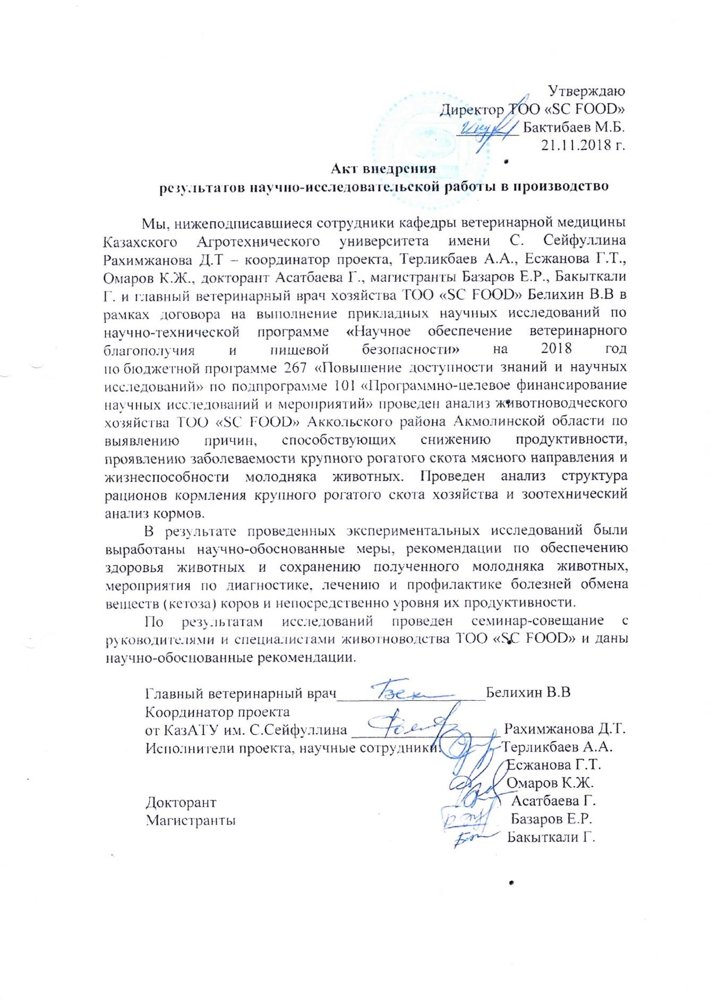 Утверждаю
Директор ТОО «SC FOOD»
________ Бактибаев М.Б.
21.11.2018 г.
Акт внедрения
результатов научно-исследовательской работы в производство
Мы, нижеподписавшиеся сотрудники кафедры ветеринарной медицины
Казахского Агротехнического университета имени С. Сейфуллина
Рахимжанова Д.Т – координатор проекта, Терликбаев А.А., Есжанова Г.Т.,
Омаров К.Ж., докторант Асатбаева Г., магистранты Базаров Е.Р., Бакыткали
Г. и главный ветеринарный врач хозяйства ТОО «SC FOOD» Белихин В.В в
рамках договора на выполнение прикладных научных исследований по
научно-технической программе «Научное обеспечение ветеринарного
благополучия и пищевой безопасности» на 2018 год
по бюджетной программе 267 «Повышение доступности знаний и научных
исследований» по подпрограмме 101 «Программно-целевое финансирование
научных исследований и мероприятий» проведен анализ животноводческого
хозяйства ТОО «SC FOOD» Аккольского района Акмолинской области по
выявлению причин, способствующих снижению продуктивности,
проявлению заболеваемости крупного рогатого скота мясного направления и
жизнеспособности молодняка животных. Проведен анализ структура
рационов кормления крупного рогатого скота хозяйства и зоотехнический
анализ кормов.
В результате проведенных экспериментальных исследований были
выработаны научно-обоснованные меры, рекомендации по обеспечению
здоровья животных и сохранению полученного молодняка животных,
мероприятия по диагностике, лечению и профилактике болезней обмена
веществ (кетоза) коров и непосредственно уровня их продуктивности.
По результатам исследований проведен семинар-совещание с
руководителями и специалистами животноводства ТОО «SC FOOD» и даны
научно-обоснованные рекомендации.
Главный ветеринарный врач____________________Белихин В.В
Координатор проекта
от КазАТУ им. С.Сейфуллина ____________________ Рахимжанова Д.Т.
Исполнители проекта, научные сотрудники: Терликбаев А.А.
Есжанова Г.Т.
Омаров К.Ж.
Докторант Асатбаева Г.
Магистранты Базаров Е.Р.
Бакыткали Г.